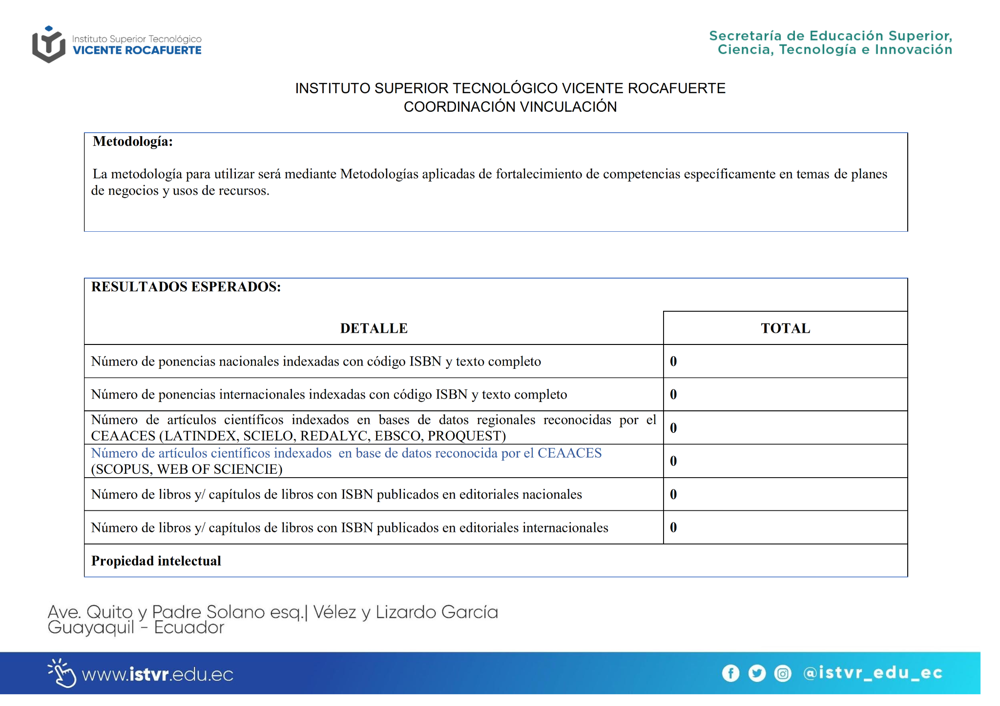 Instituto Superior Tecnológico
VICENTE ROCAFUERTE
Secretaría de Educación Superior,
Ciencia, Tecnología e Innovación
INSTITUTO SUPERIOR TECNOLÓGICO VICENTE ROCAFUERTE
COORDINACIÓN VINCULACIÓN
Metodología:
La metodología para utilizar será mediante Metodologías aplicadas de fortalecimiento de competencias específicamente en temas de planes
de negocios y usos de recursos.
RESULTADOS ESPERADOS:
DETALLE
TOTAL
Número de ponencias nacionales indexadas con código ISBN y texto completo
0
Número de ponencias internacionales indexadas con código ISBN y texto completo
0
Número de artículos científicos indexados en bases de datos regionales reconocidas por el
CEAACES (LATINDEX, SCIELO, REDALYC, EBSCO, PROQUEST)
0
Número de artículos científicos indexados en base de datos reconocida por el CEAACES
(SCOPUS, WEB OF SCIENCIE)
0
Número de libros y/ capítulos de libros con ISBN publicados en editoriales nacionales
0
Número de libros y/ capítulos de libros con ISBN publicados en editoriales internacionales
0
Propiedad intelectual
Ave. Quito y Padre Solano esq.| Vélez y Lizardo García
Guayaquil - Ecuador
www.istvr.edu.ec
@istvr_edu_ec